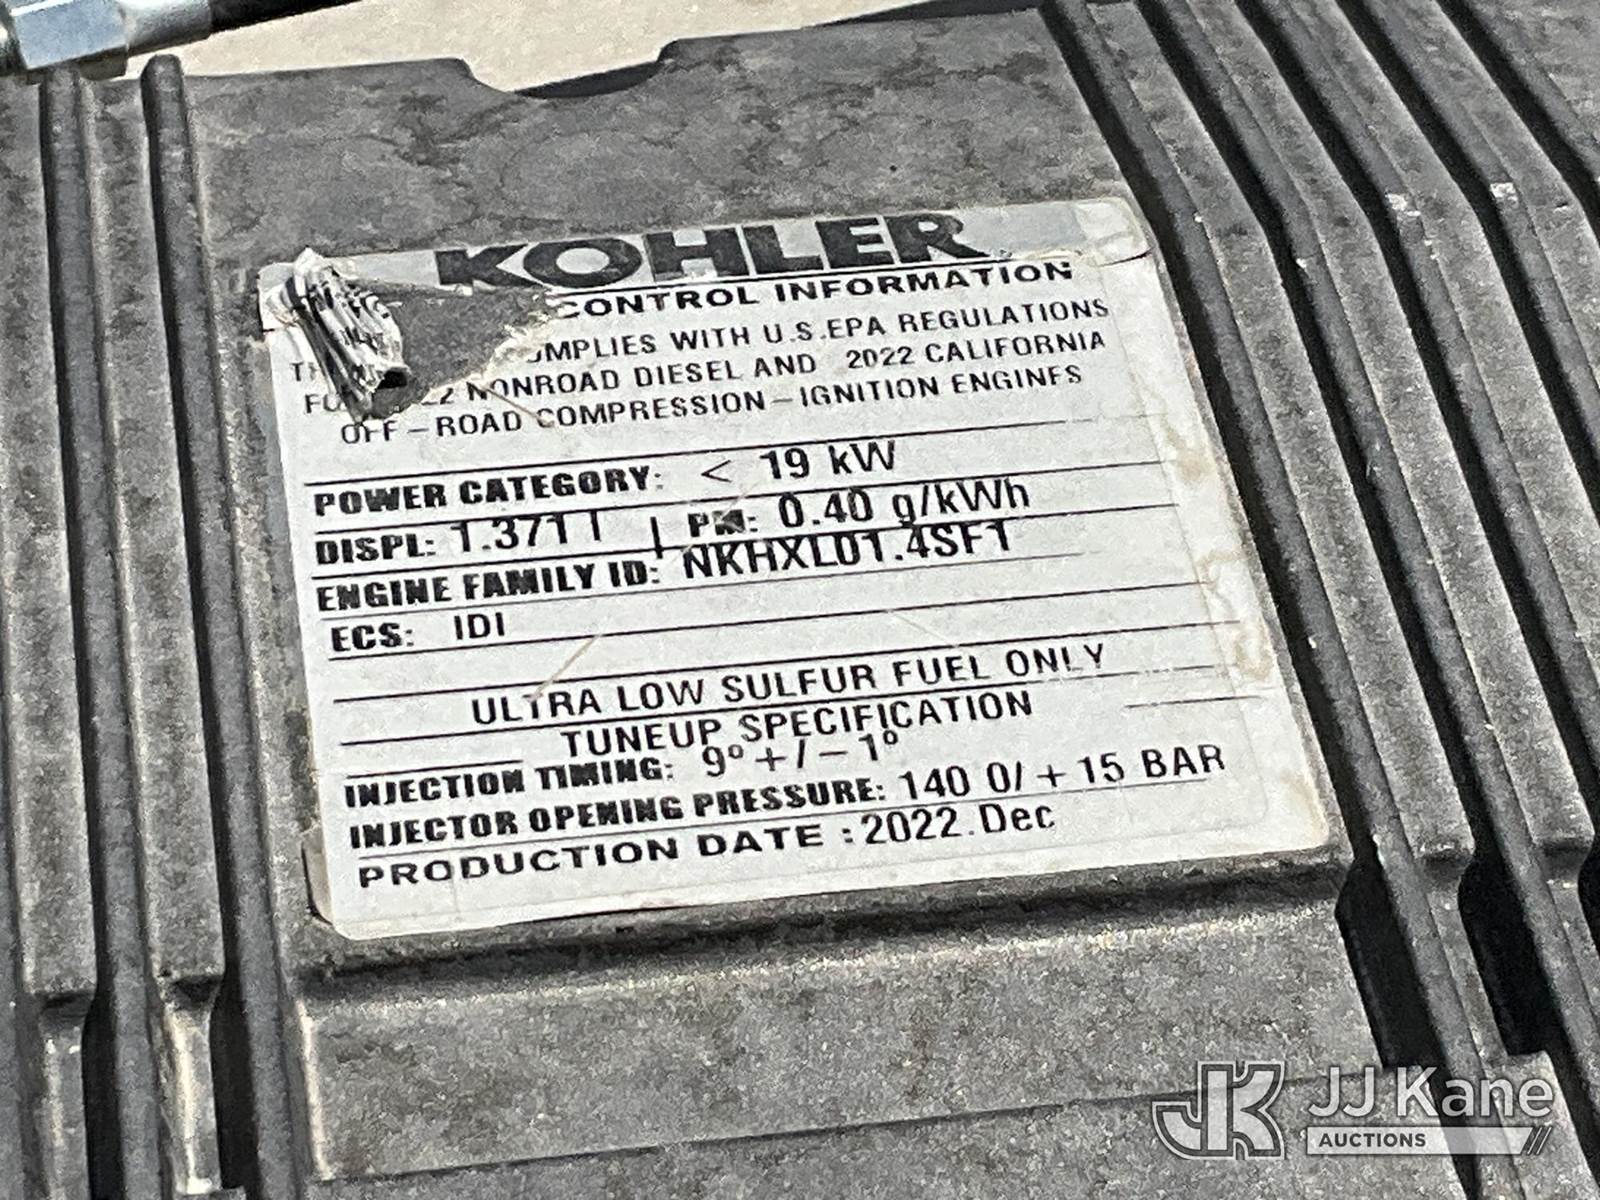 KOHLER
CONTROL INFORMATION
COMPLIES WITH U.S.EPA REGULATIONS
NONROAD DIESEL AND 2022 CALIFORNIA
OFF – ROAD COMPRESSION – IGNITION ENGINES
POWER CATEGORY: < 19 kW
DISPL: 1.371 l | PM: 0.40 g/kWh
ENGINE FAMILY ID: NKHXL01.4SF1
ECS: IDI
ULTRA LOW SULFUR FUEL ONLY
TUNEUP SPECIFICATION
INJECTION TIMING: 9° + / – 1°
INJECTOR OPENING PRESSURE: 140 0/ + 15 BAR
PRODUCTION DATE : 2022.Dec
JK JJ Kane
AUCTIONS